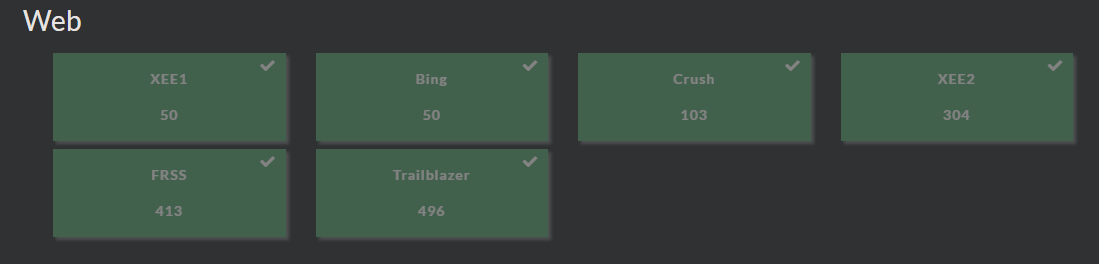 Web
XEE1
50
Bing
50
Crush
103
XEE2
304
FRSS
413
Trailblazer
496